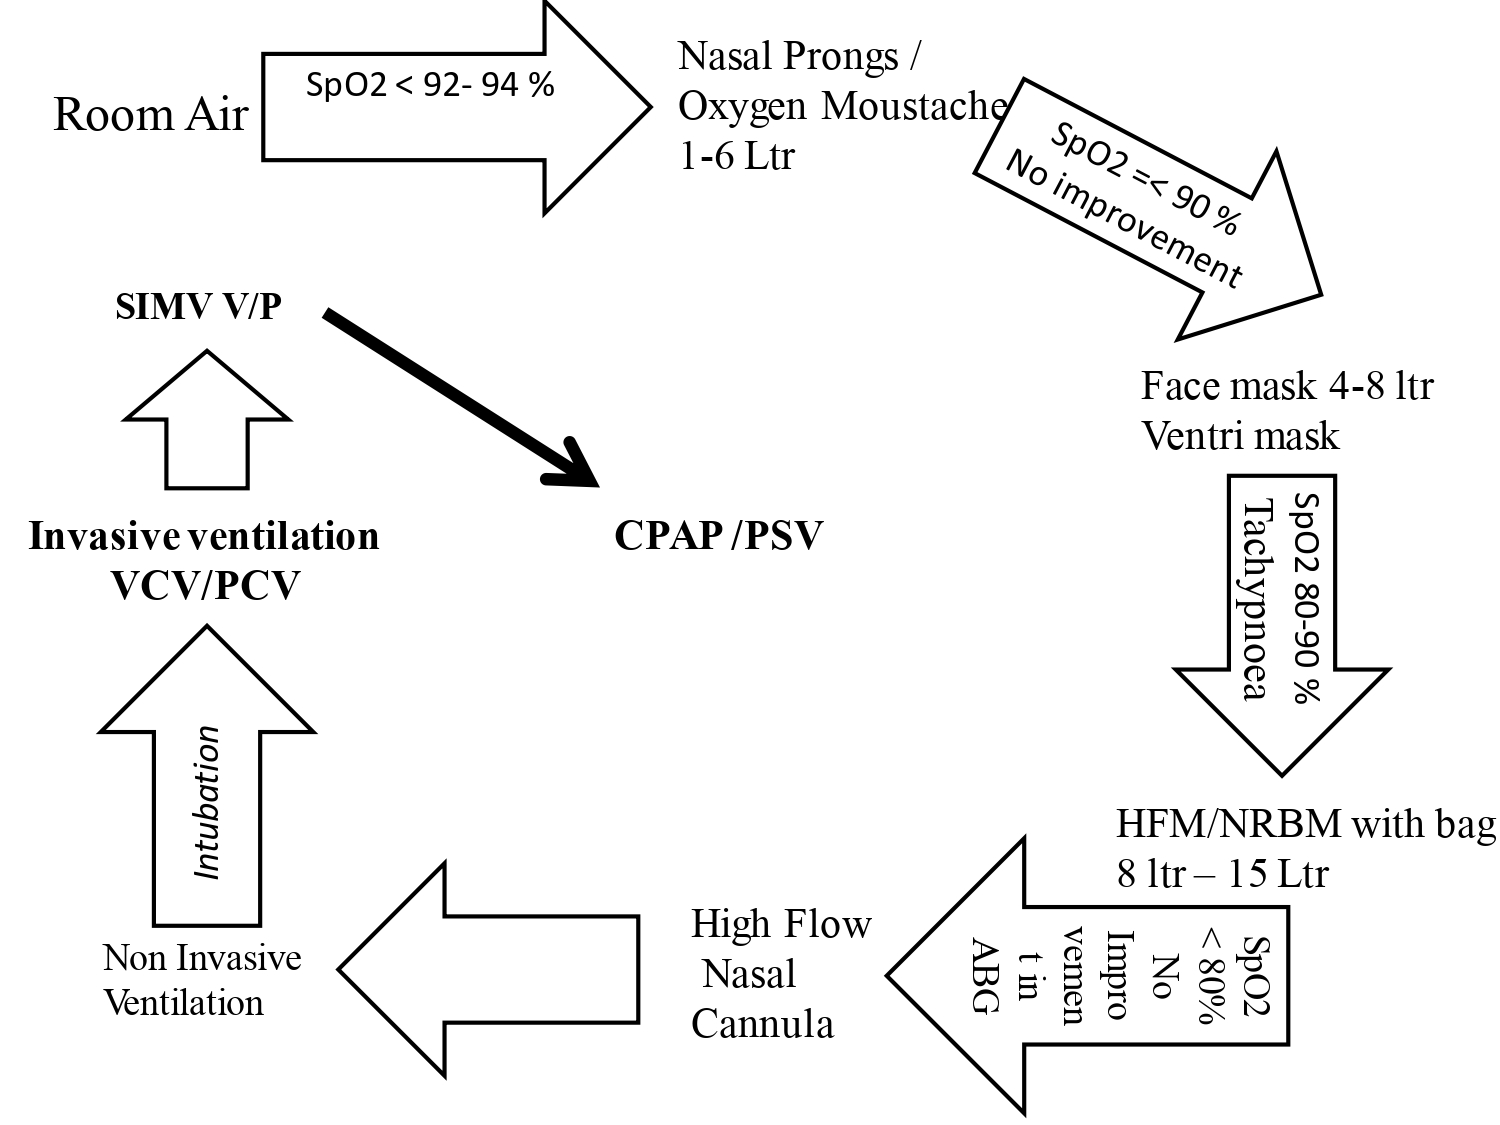 Room Air
SpO2 < 92- 94 %
Nasal Prongs /
Oxygen Moustache
1-6 Ltr
SpO2 =< 90 %
No improvement
Face mask 4-8 ltr
Ventri mask
SpO2 80-90 %
Tachypnoea
HFM/NRBM with bag
8 ltr – 15 Ltr
SpO2
< 80%
No
Impro
vemen
t in
ABG
High Flow
Nasal
Cannula
Non Invasive
Ventilation
Intubation
Invasive ventilation
VCV/PCV
SIMV V/P
CPAP /PSV